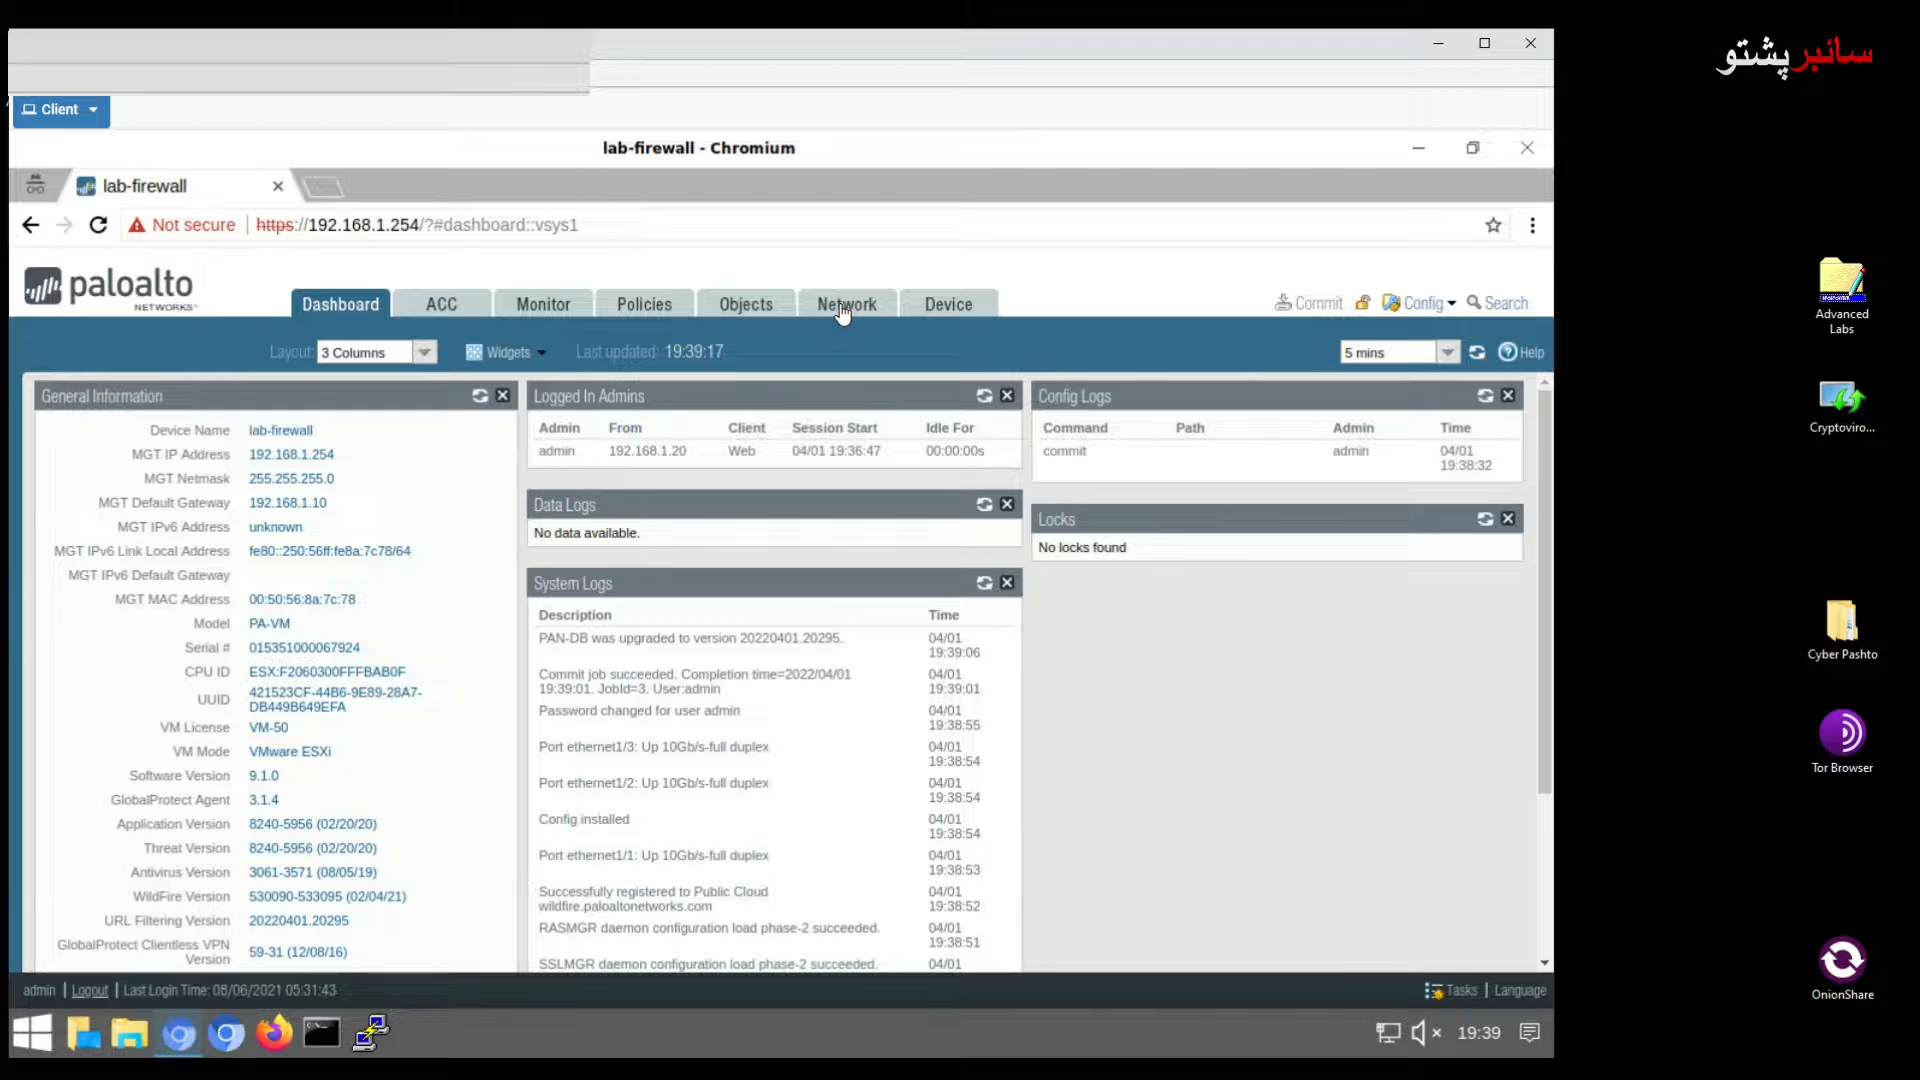 سائبر پشتو
Client
lab-firewall - Chromium
lab-firewall
Not secure https://192.168.1.254/?#dashboard::vsys1
paloalto
NETWORKS
Dashboard ACC Monitor Policies Objects Network Device
Commit Config Search
Layout: 3 Columns Widgets Last updated: 19:39:17 5 mins Help
General Information
Device Name lab-firewall
MGT IP Address 192.168.1.254
MGT Netmask 255.255.255.0
MGT Default Gateway 192.168.1.10
MGT IPv6 Address unknown
MGT IPv6 Link Local Address fe80::250:56ff:fe8a:7c78/64
MGT IPv6 Default Gateway
MGT MAC Address 00:50:56:8a:7c:78
Model PA-VM
Serial # 015351000067924
CPU ID ESX:F2060300FFFBAB0F
UUID 421523CF-44B6-9E89-28A7-
DB449B649EFA
VM License VM-50
VM Mode VMware ESXi
Software Version 9.1.0
GlobalProtect Agent 3.1.4
Application Version 8240-5956 (02/20/20)
Threat Version 8240-5956 (02/20/20)
Antivirus Version 3061-3571 (08/05/19)
WildFire Version 530090-533095 (02/04/21)
URL Filtering Version 20220401.20295
GlobalProtect Clientless VPN
Version 59-31 (12/08/16)
Logged In Admins
Admin From Client Session Start Idle For
admin 192.168.1.20 Web 04/01 19:36:47 00:00:00s
Data Logs
No data available.
System Logs
Description Time
PAN-DB was upgraded to version 20220401.20295. 04/01
19:39:06
Commit job succeeded. Completion time=2022/04/01 04/01
19:39:01. JobId=3. User:admin 19:39:01
Password changed for user admin 04/01
19:38:55
Port ethernet1/3: Up 10Gb/s-full duplex 04/01
19:38:54
Port ethernet1/2: Up 10Gb/s-full duplex 04/01
19:38:54
Config installed 04/01
19:38:54
Port ethernet1/1: Up 10Gb/s-full duplex 04/01
19:38:53
Successfully registered to Public Cloud 04/01
wildfire.paloaltonetworks.com 19:38:52
RASMGR daemon configuration load phase-2 succeeded. 04/01
19:38:51
SSLMGR daemon configuration load phase-2 succeeded. 04/01
Config Logs
Command Path Admin Time
commit admin 04/01
19:38:32
Locks
No locks found
admin | Logout | Last Login Time: 08/06/2021 05:31:43
Tasks | Language
19:39
Advanced
Labs
Cryptoviro...
Cyber Pashto
Tor Browser
OnionShare